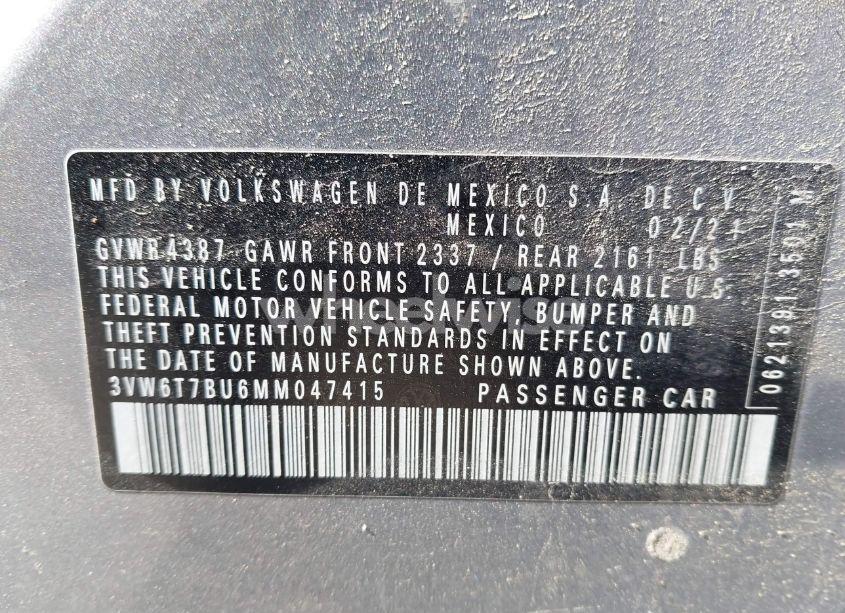 MFD BY VOLKSWAGEN DE MEXICO S.A. DE C V
MEXICO 02/21
GVWR 4387 GAWR FRONT 2337 / REAR 2161 LBS
THIS VEHICLE CONFORMS TO ALL APPLICABLE U.S.
FEDERAL MOTOR VEHICLE SAFETY, BUMPER AND
THEFT PREVENTION STANDARDS IN EFFECT ON
THE DATE OF MANUFACTURE SHOWN ABOVE.
3VW6T7BU6MM047415 PASSENGER CAR